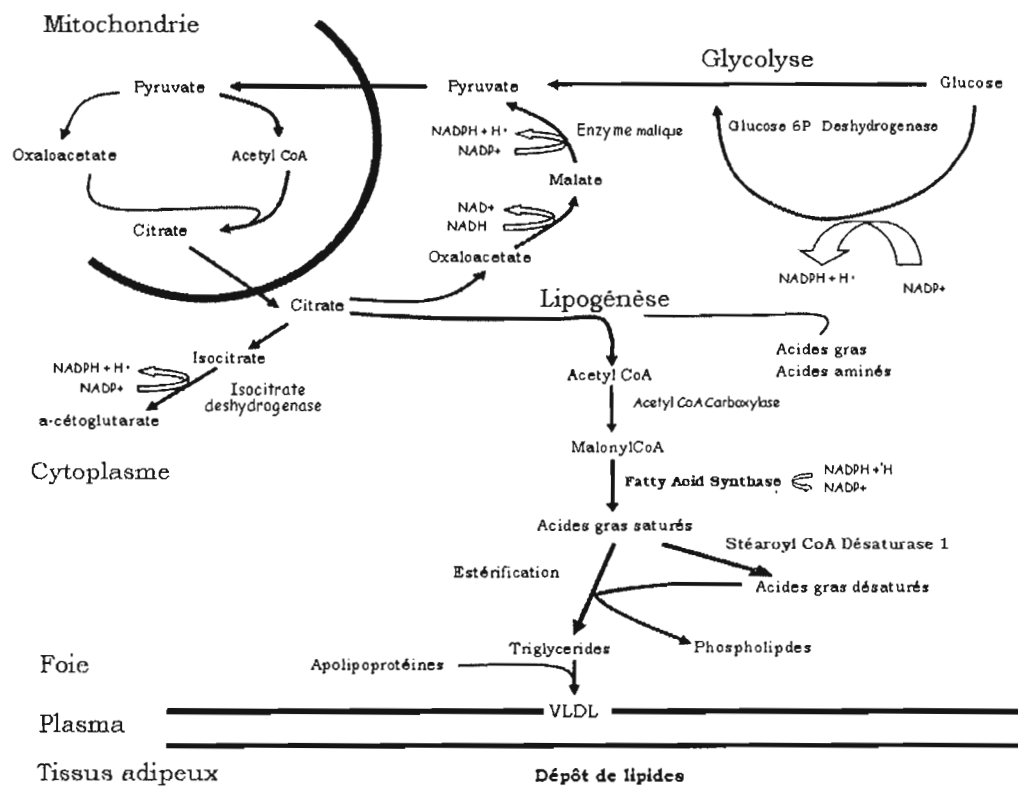 Mitochondrie
Glycolyse
Pyruvate
Pyruvate
Glucose
NADPH + H·
NADP+
Enzyme malique
Glucose 6P Deshydrogenase
Oxaloacetate
Acetyl CoA
Malate
Citrate
NAD+
NADH
Oxaloacetate
NADPH + H·
NADP+
Citrate
Lipogénèse
Isocitrate
NADPH + H·
NADP+
Isocitrate
deshydrogenase
a-cétoglutarate
Acides gras
Acides aminés
Acetyl CoA
Acetyl CoA Carboxylase
MalonylCoA
Cytoplasme
Fatty Acid Synthase
NADPH +'H
NADP+
Acides gras saturés
Stéaroyl CoA Désaturase 1
Estérification
Acides gras désaturés
Triglycerides
Phospholipdes
Foie
Apolipoprotéines
VLDL
Plasma
Tissus adipeux
Dépôt de lipides